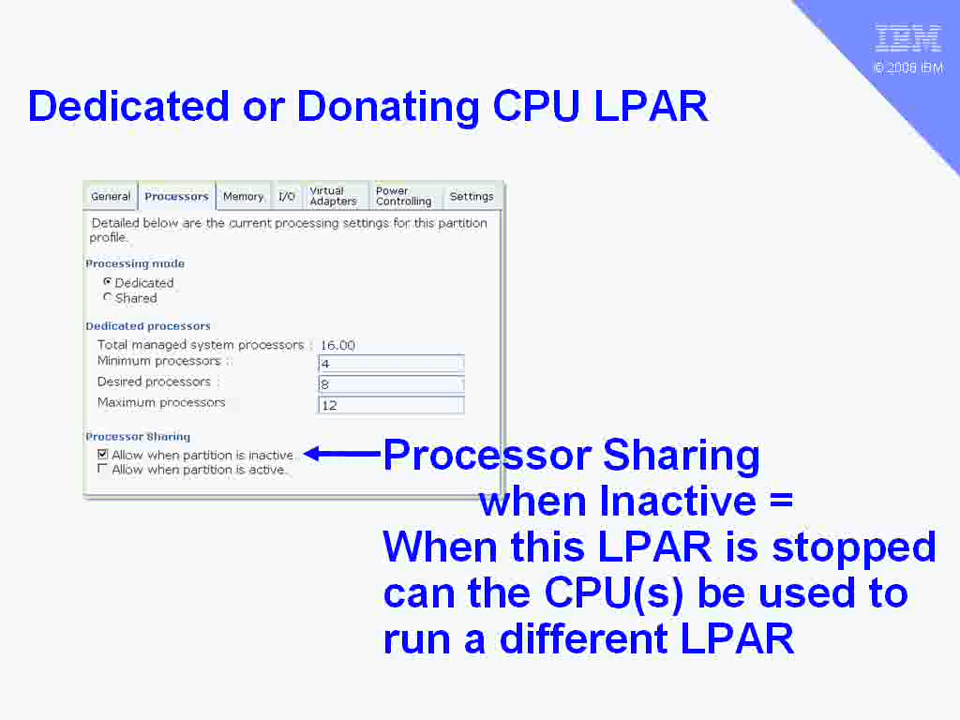 IBM
© 2008 IBM
Dedicated or Donating CPU LPAR
General Processors Memory I/O Virtual Adapters Power Controlling Settings
Detailed below are the current processing settings for this partition
profile.
Processing mode
Dedicated
Shared
Dedicated processors
Total managed system processors : 16.00
Minimum processors : 4
Desired processors : 8
Maximum processors 12
Processor Sharing
Allow when partition is inactive.
Allow when partition is active.
Processor Sharing
when Inactive =
When this LPAR is stopped
can the CPU(s) be used to
run a different LPAR